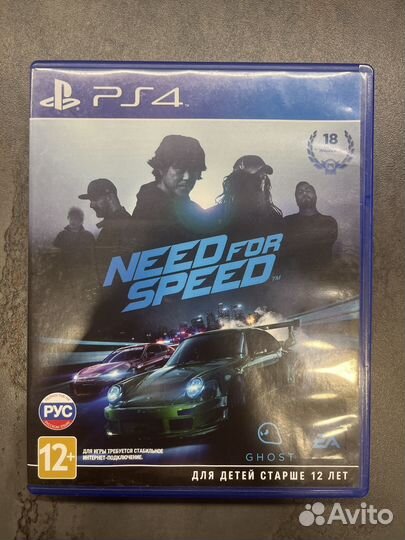 PS4
18
NEED FOR
SPEED™
РУС
12+
ДЛЯ ИГРЫ ТРЕБУЕТСЯ СТАБИЛЬНОЕ
ИНТЕРНЕТ-ПОДКЛЮЧЕНИЕ.
GHOST
EA
ДЛЯ ДЕТЕЙ СТАРШЕ 12 ЛЕТ
Avito